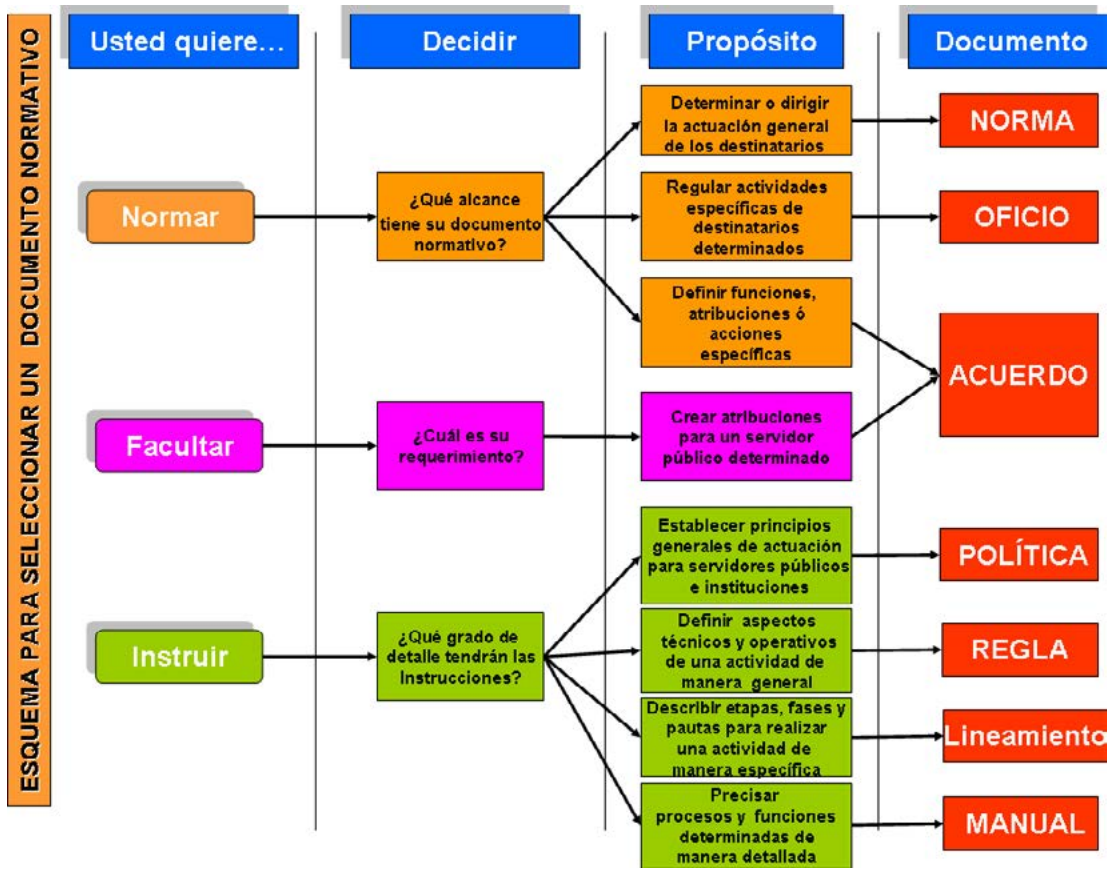 ESQUEMA PARA SELECCIONAR UN DOCUMENTO NORMATIVO
Usted quiere...
Decidir
Propósito
Documento
Normar
¿Qué alcance
tiene su documento
normativo?
Determinar o dirigir
la actuación general
de los destinatarios
NORMA
Regular actividades
específicas de
destinatarios
determinados
OFICIO
Definir funciones,
atribuciones ó
acciones
específicas
ACUERDO
Facultar
¿Cuál es su
requerimiento?
Crear atribuciones
para un servidor
público determinado
Instruir
¿Qué grado de
detalle tendrán las
Instrucciones?
Establecer principios
generales de actuación
para servidores públicos
e instituciones
POLÍTICA
Definir aspectos
técnicos y operativos
de una actividad de
manera general
REGLA
Describir etapas, fases y
pautas para realizar
una actividad de
manera específica
Lineamiento
Precisar
procesos y funciones
determinadas de
manera detallada
MANUAL